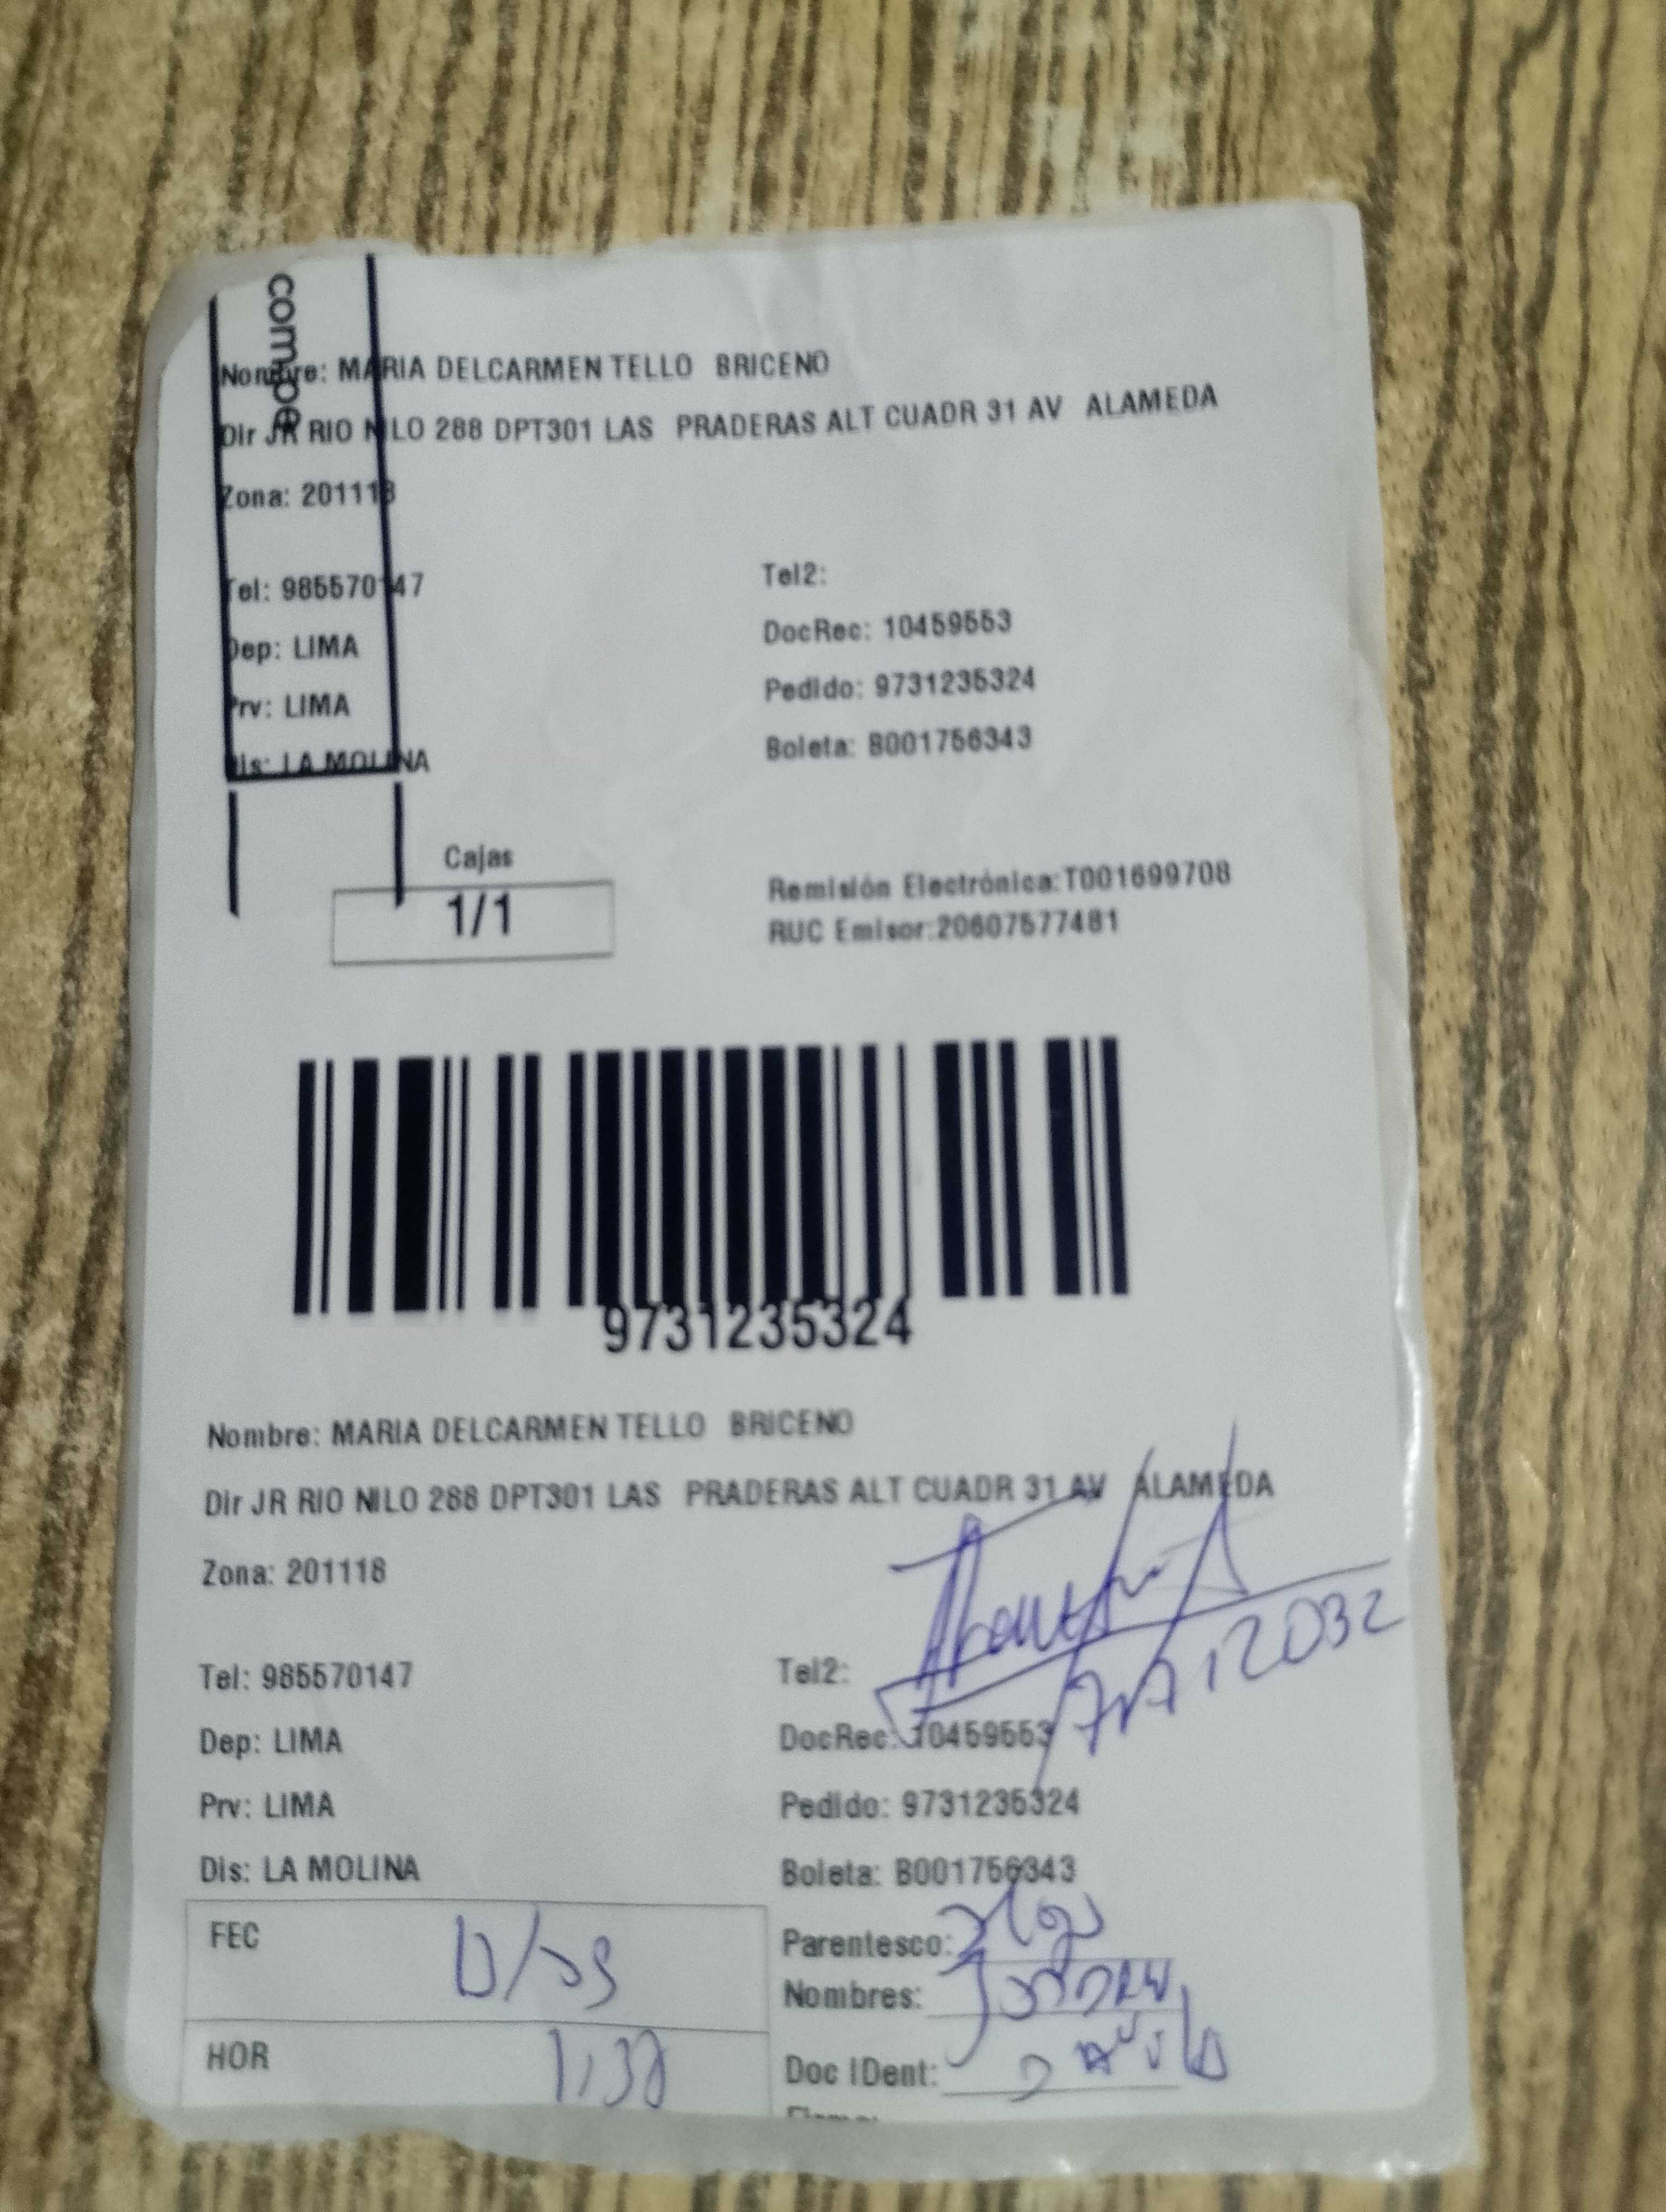 compe
Nombre: MARIA DELCARMEN TELLO BRICENO
Dir JR RIO NILO 288 DPT301 LAS PRADERAS ALT CUADR 31 AV ALAMEDA
Zona: 201118
Tel: 985570147
Tel2:
Dep: LIMA
DocRec: 10459553
Prv: LIMA
Pedido: 9731235324
Dis: LA MOLINA
Boleta: B001756343
Cajas
1/1
Remisión Electrónica:T001699708
RUC Emisor:20607577481
9731235324
Nombre: MARIA DELCARMEN TELLO BRICENO
Dir JR RIO NILO 288 DPT301 LAS PRADERAS ALT CUADR 31 AV ALAMEDA
Zona: 201118
Tel: 985570147
Tel2:
Dep: LIMA
DocRec: 10459553
Prv: LIMA
Pedido: 9731235324
Dis: LA MOLINA
Boleta: B001756343
FEC
Parentesco:
Nombres:
HOR
Doc IDent: